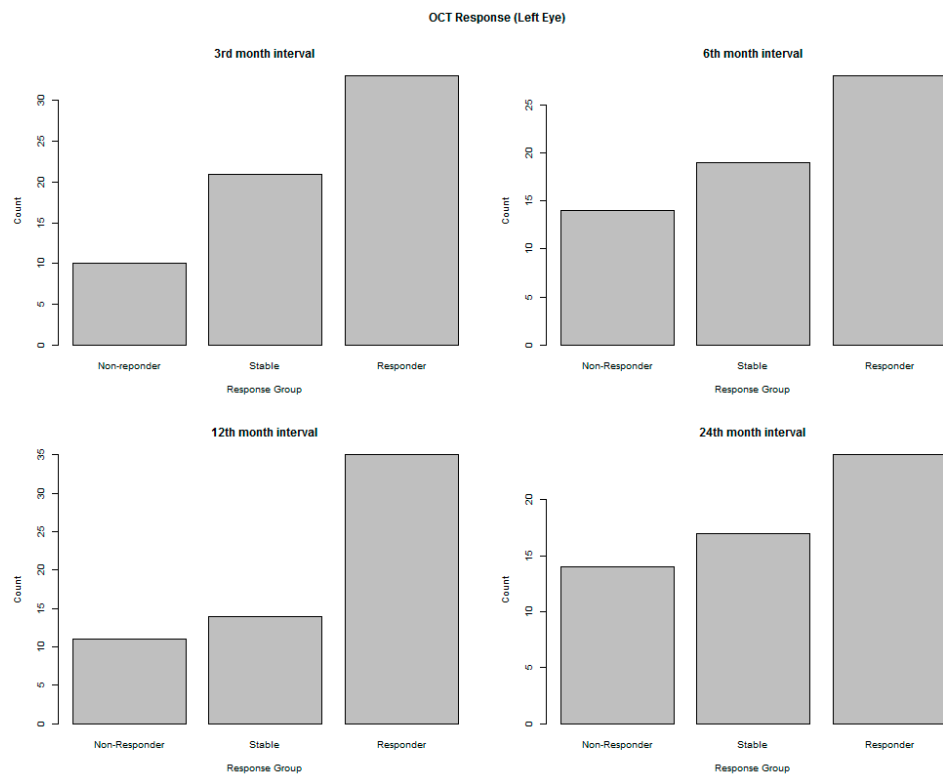 OCT Response (Left Eye)
3rd month interval
Count
0
5
10
15
20
25
30
Non-reponder
Stable
Responder
Response Group
6th month interval
Count
0
5
10
15
20
25
Non-Responder
Stable
Responder
Response Group
12th month interval
Count
0
5
10
15
20
25
30
35
Non-Responder
Stable
Responder
Response Group
24th month interval
Count
0
5
10
15
20
Non-Responder
Stable
Responder
Response Group